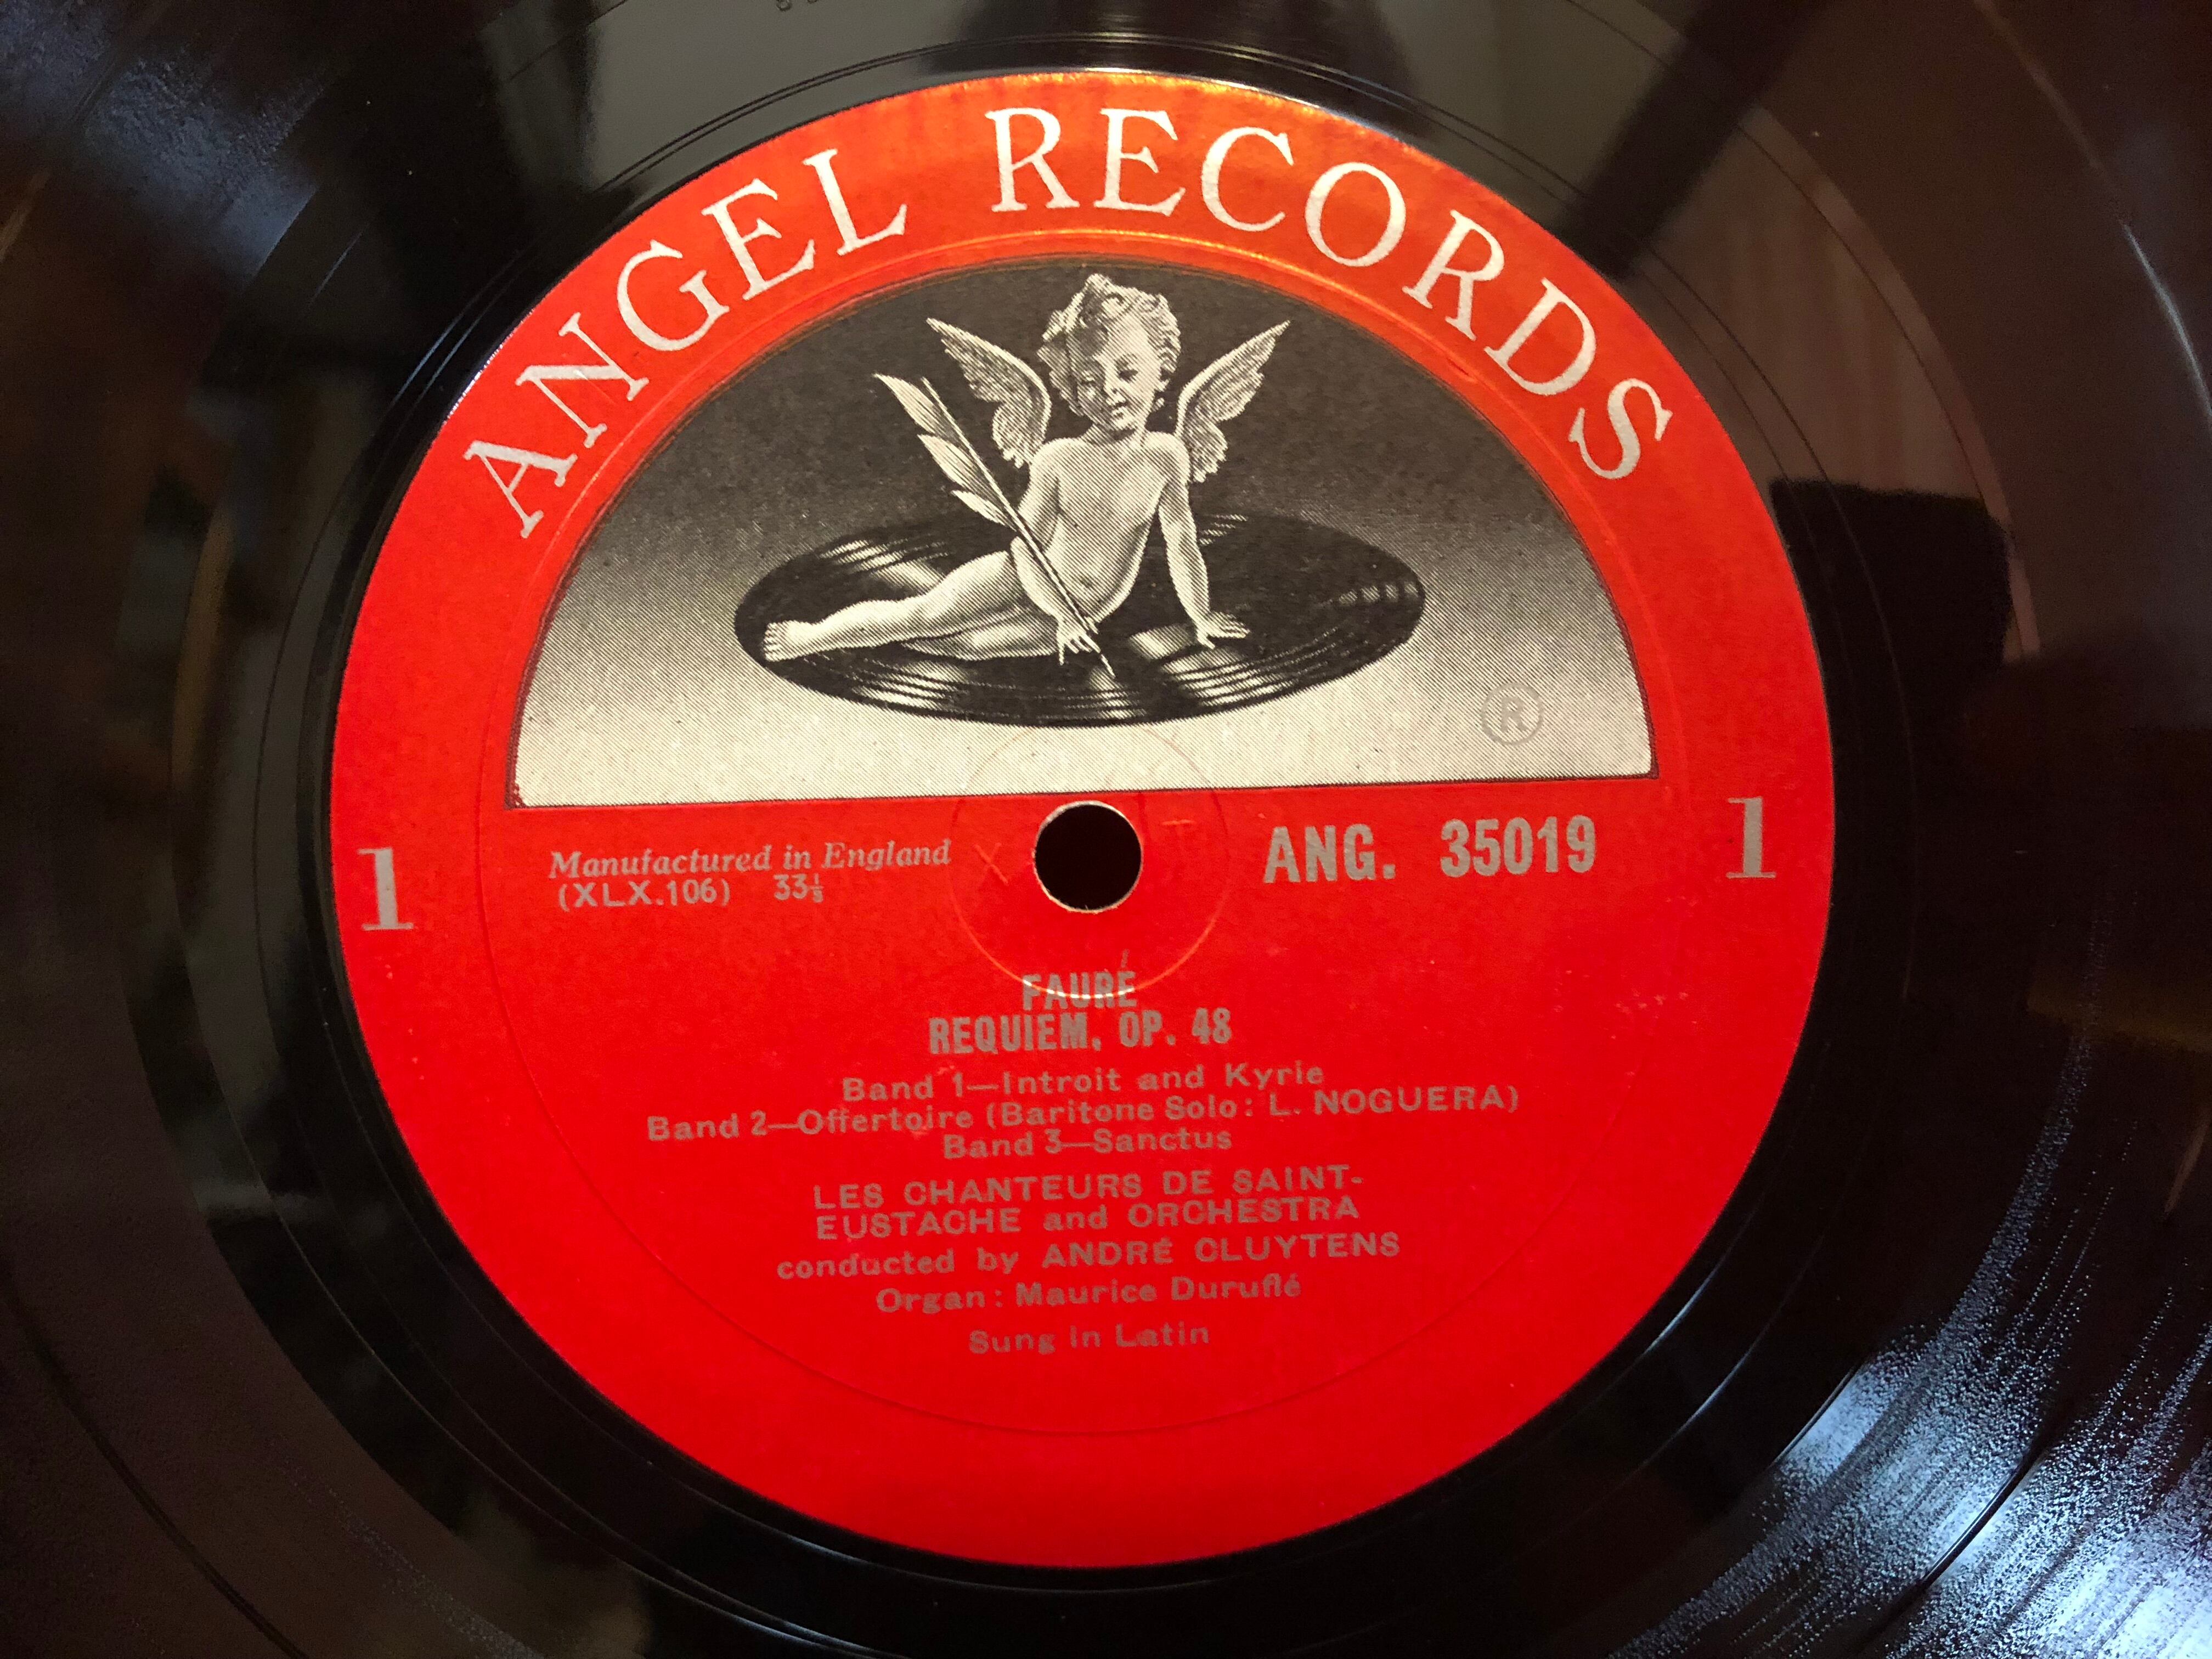 ANGEL RECORDS
®
Manufactured in England
(XLX.106) 33⅓
ANG. 35019
1
1
FAURÉ
REQUIEM, OP. 48
Band 1—Introit and Kyrie
Band 2—Offertoire (Baritone Solo: L. NOGUERA)
Band 3—Sanctus
LES CHANTEURS DE SAINT-
EUSTACHE and ORCHESTRA
conducted by ANDRÉ CLUYTENS
Organ: Maurice Duruflé
Sung in Latin